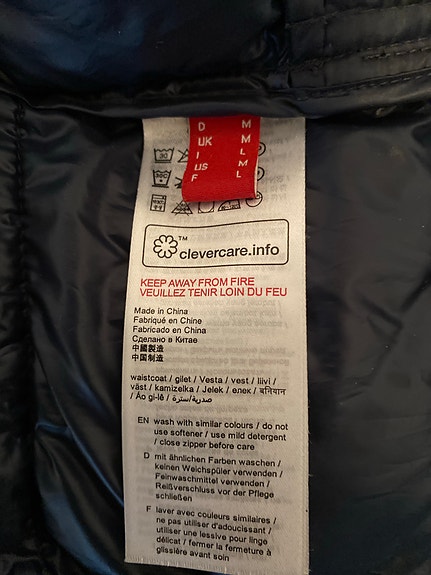 D M
UK M
I L
US M
F L
30
™
clevercare.info
KEEP AWAY FROM FIRE
VEUILLEZ TENIR LOIN DU FEU
Made in China
Fabriqué en Chine
Fabricado en China
Сделано в Китае
中國製造
中国制造
waistcoat / gilet / Vesta / vest / liivi /
väst / kamizelka / Jelek / елек / बनियान
/ Áo gi-lê / صدرية/سترة
EN wash with similar colours / do not
use softener / use mild detergent
/ close zipper before care
D mit ähnlichen Farben waschen /
keinen Weichspüler verwenden /
Feinwaschmittel verwenden /
Reißverschluss vor der Pflege
schließen
F laver avec couleurs similaires /
ne pas utiliser d'adoucissant /
utiliser une lessive pour linge
délicat / fermer la fermeture à
glissière avant soin